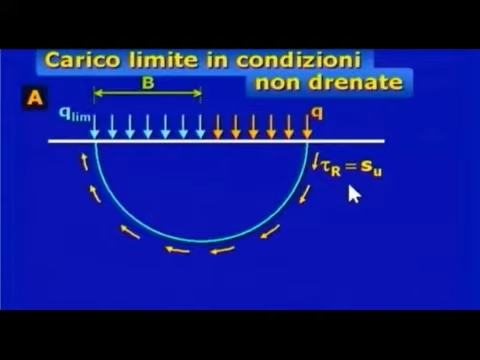 Carico limite in condizioni
non drenate
A
B
qlim
q
τR = su